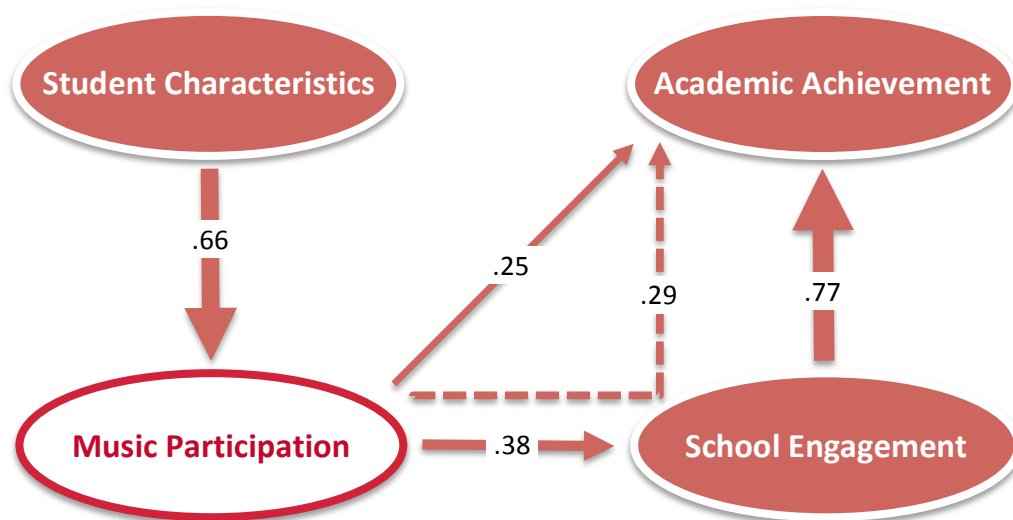 Student Characteristics
Academic Achievement
.66
.25
.29
.77
Music Participation
.38
School Engagement